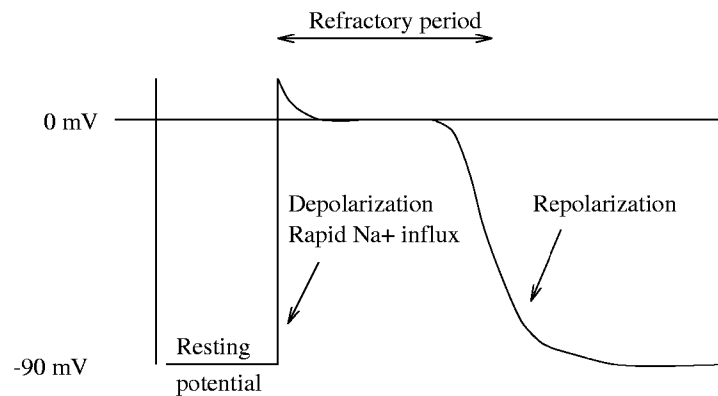 Refractory period
0 mV
Depolarization
Rapid Na+ influx
Repolarization
Resting
potential
-90 mV